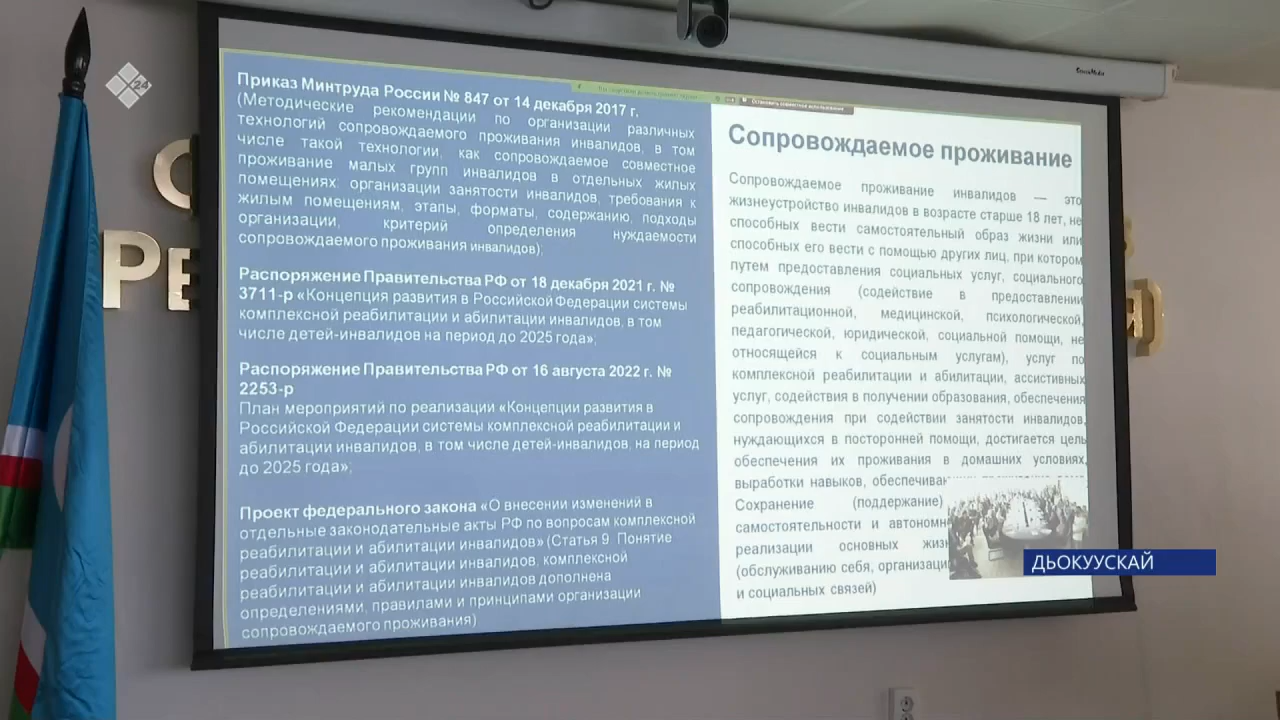 Х24
Приказ Минтруда России № 847 от 14 декабря 2017 г.
(Методические рекомендации по организации различных
технологий сопровождаемого проживания инвалидов, в том
числе такой технологии, как сопровождаемое совместное
проживание малых групп инвалидов в отдельных жилых
помещениях: организации занятости инвалидов, требования к
жилым помещениям, этапы, форматы, содержанию, подходы
организации, критерий определения нуждаемости
сопровождаемого проживания инвалидов);
Распоряжение Правительства РФ от 18 декабря 2021 г. №
3711-р «Концепция развития в Российской Федерации системы
комплексной реабилитации и абилитации инвалидов, в том
числе детей-инвалидов на период до 2025 года»;
Распоряжение Правительства РФ от 16 августа 2022 г. №
2253-р
План мероприятий по реализации «Концепции развития в
Российской Федерации системы комплексной реабилитации и
абилитации инвалидов, в том числе детей-инвалидов, на период
до 2025 года»;
Проект федерального закона «О внесении изменений в
отдельные законодательные акты РФ по вопросам комплексной
реабилитации и абилитации инвалидов» (Статья 9. Понятие
реабилитации и абилитации инвалидов, комплексной
реабилитации и абилитации инвалидов дополнена
определениями, правилами и принципами организации
сопровождаемого проживания)
Остановить совместное использование
Сопровождаемое проживание
Сопровождаемое проживание инвалидов — это
жизнеустройство инвалидов в возрасте старше 18 лет, не
способных вести самостоятельный образ жизни или
способных его вести с помощью других лиц, при котором
путем предоставления социальных услуг, социального
сопровождения (содействие в предоставлении
реабилитационной, медицинской, психологической,
педагогической, юридической, социальной помощи, не
относящейся к социальным услугам), услуг по
комплексной реабилитации и абилитации, ассистивных
услуг, содействия в получении образования, обеспечения
сопровождения при содействии занятости инвалидов,
нуждающихся в посторонней помощи, достигается цель
обеспечения их проживания в домашних условиях,
выработки навыков,
Сохранение (поддержание)
самостоятельности и
реализации основных
(обслуживанию себя,
и социальных связей)
РЕ
ДЬОКУУСКАЙ